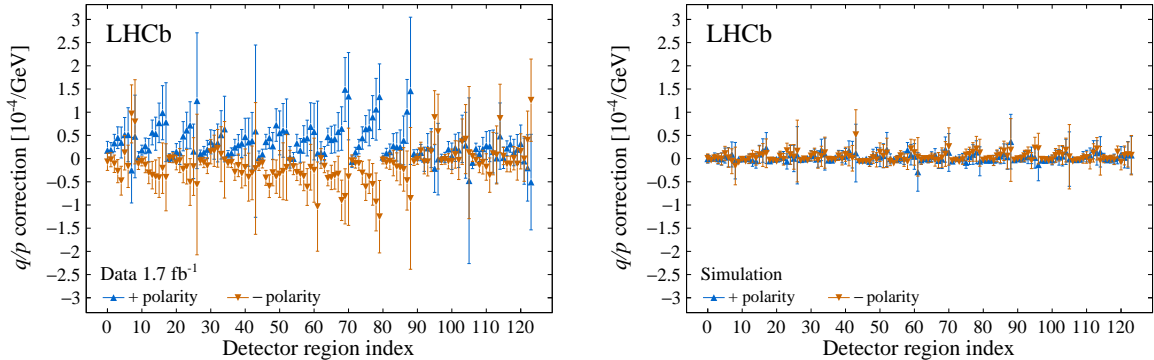 LHCb
q/p correction [10⁻⁴/GeV]
3
2.5
2
1.5
1
0.5
0
−0.5
−1
−1.5
−2
−2.5
−3
Data 1.7 fb⁻¹
+ polarity − polarity
0 10 20 30 40 50 60 70 80 90 100 110 120
Detector region index
LHCb
q/p correction [10⁻⁴/GeV]
3
2.5
2
1.5
1
0.5
0
−0.5
−1
−1.5
−2
−2.5
−3
Simulation
+ polarity − polarity
0 10 20 30 40 50 60 70 80 90 100 110 120
Detector region index